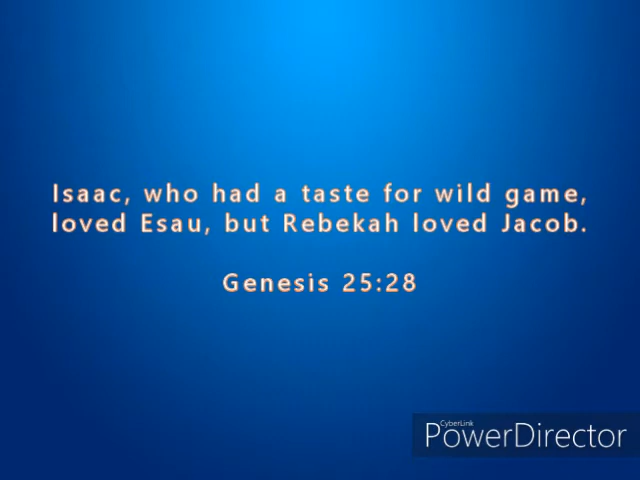 Isaac, who had a taste for wild game,
loved Esau, but Rebekah loved Jacob.
Genesis 25:28
CyberLink
PowerDirector